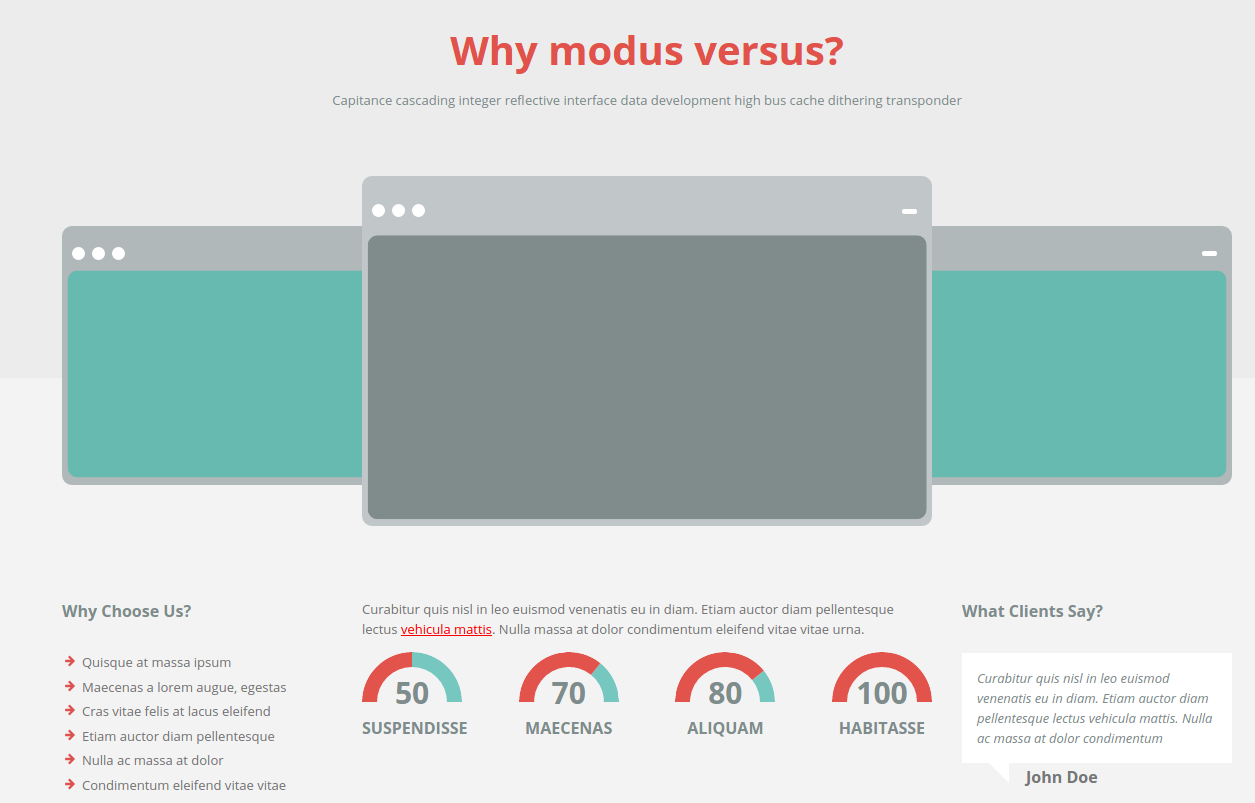 Why modus versus?
Capitance cascading integer reflective interface data development high bus cache dithering transponder
Why Choose Us?
Quisque at massa ipsum
Maecenas a lorem augue, egestas
Cras vitae felis at lacus eleifend
Etiam auctor diam pellentesque
Nulla ac massa at dolor
Condimentum eleifend vitae vitae
Curabitur quis nisl in leo euismod venenatis eu in diam. Etiam auctor diam pellentesque
lectus vehicula mattis. Nulla massa at dolor condimentum eleifend vitae vitae urna.
50
SUSPENDISSE
70
MAECENAS
80
ALIQUAM
100
HABITASSE
What Clients Say?
Curabitur quis nisl in leo euismod
venenatis eu in diam. Etiam auctor diam
pellentesque lectus vehicula mattis. Nulla
ac massa at dolor condimentum
John Doe